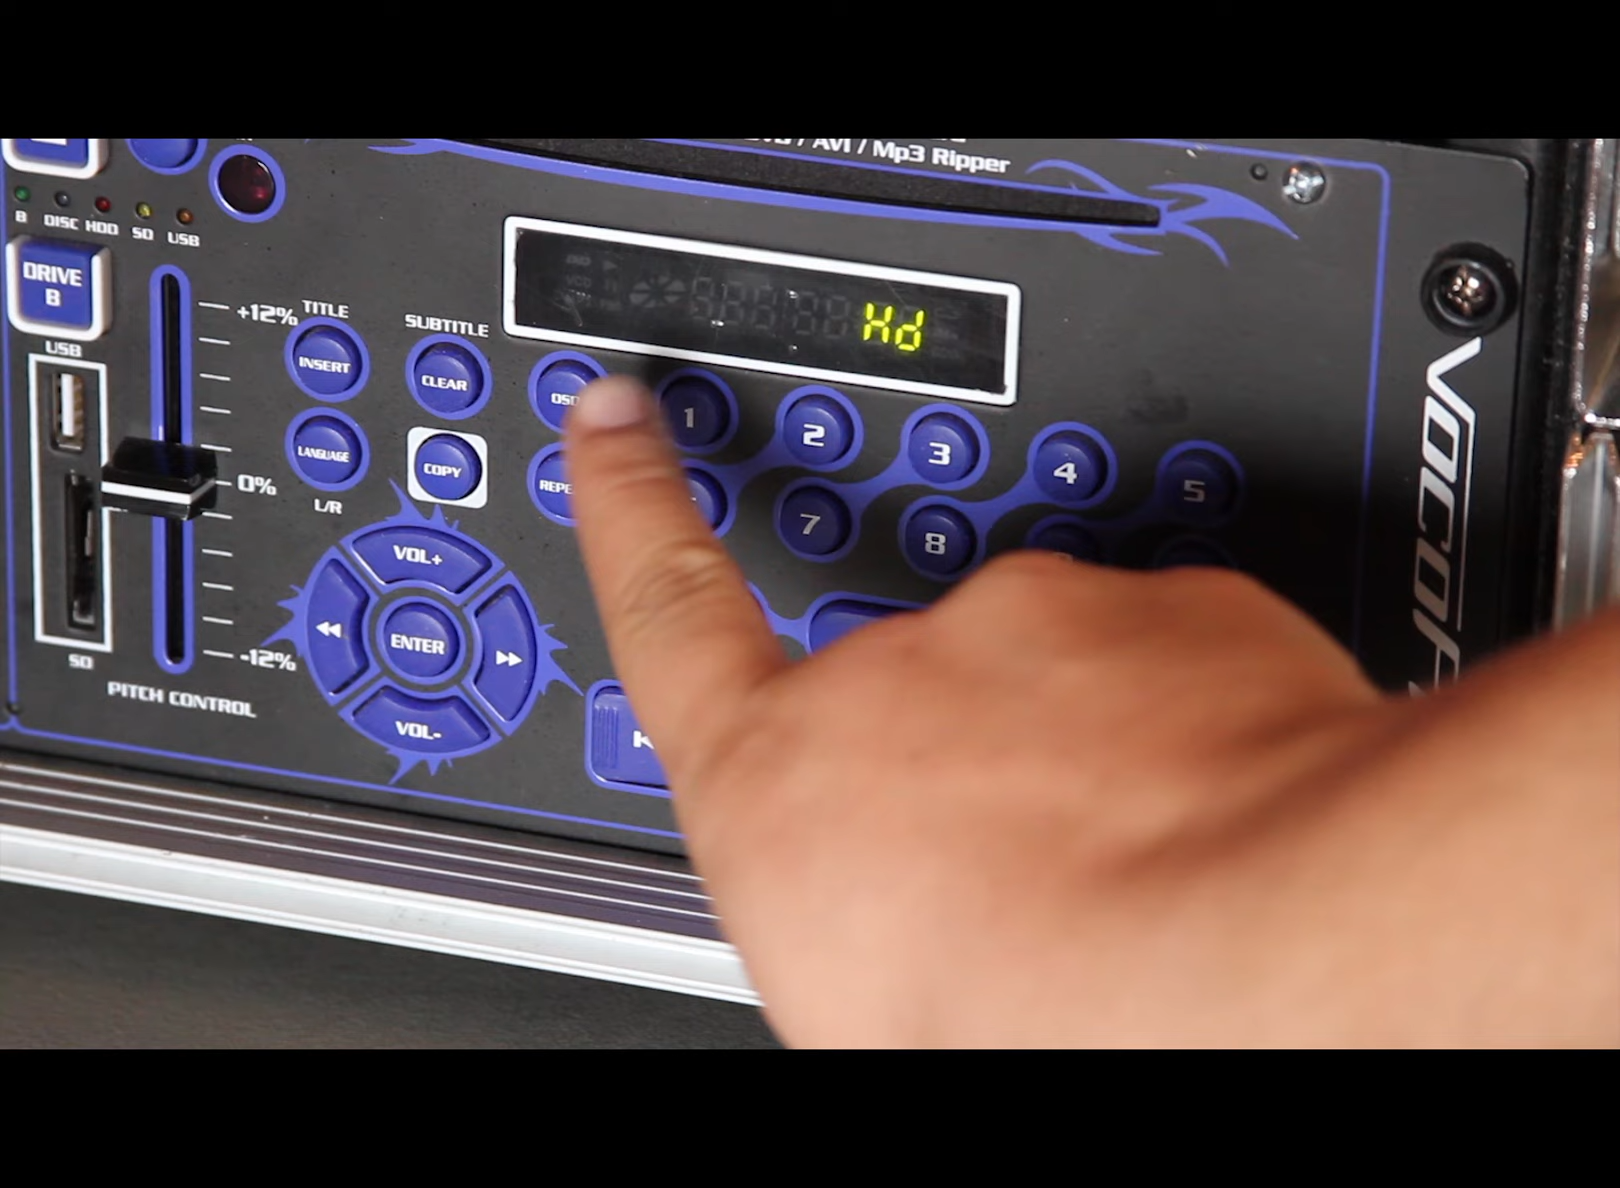 / AVI / Mp3 Ripper
B DISC HDD SD USB
DRIVE
B
USB
SD
+12%
0%
-12%
PITCH CONTROL
TITLE
INSERT
LANGUAGE
L/R
SUBTITLE
CLEAR
COPY
Hd
OSD
1
2
3
4
5
7
8
VOL+
ENTER
VOL-